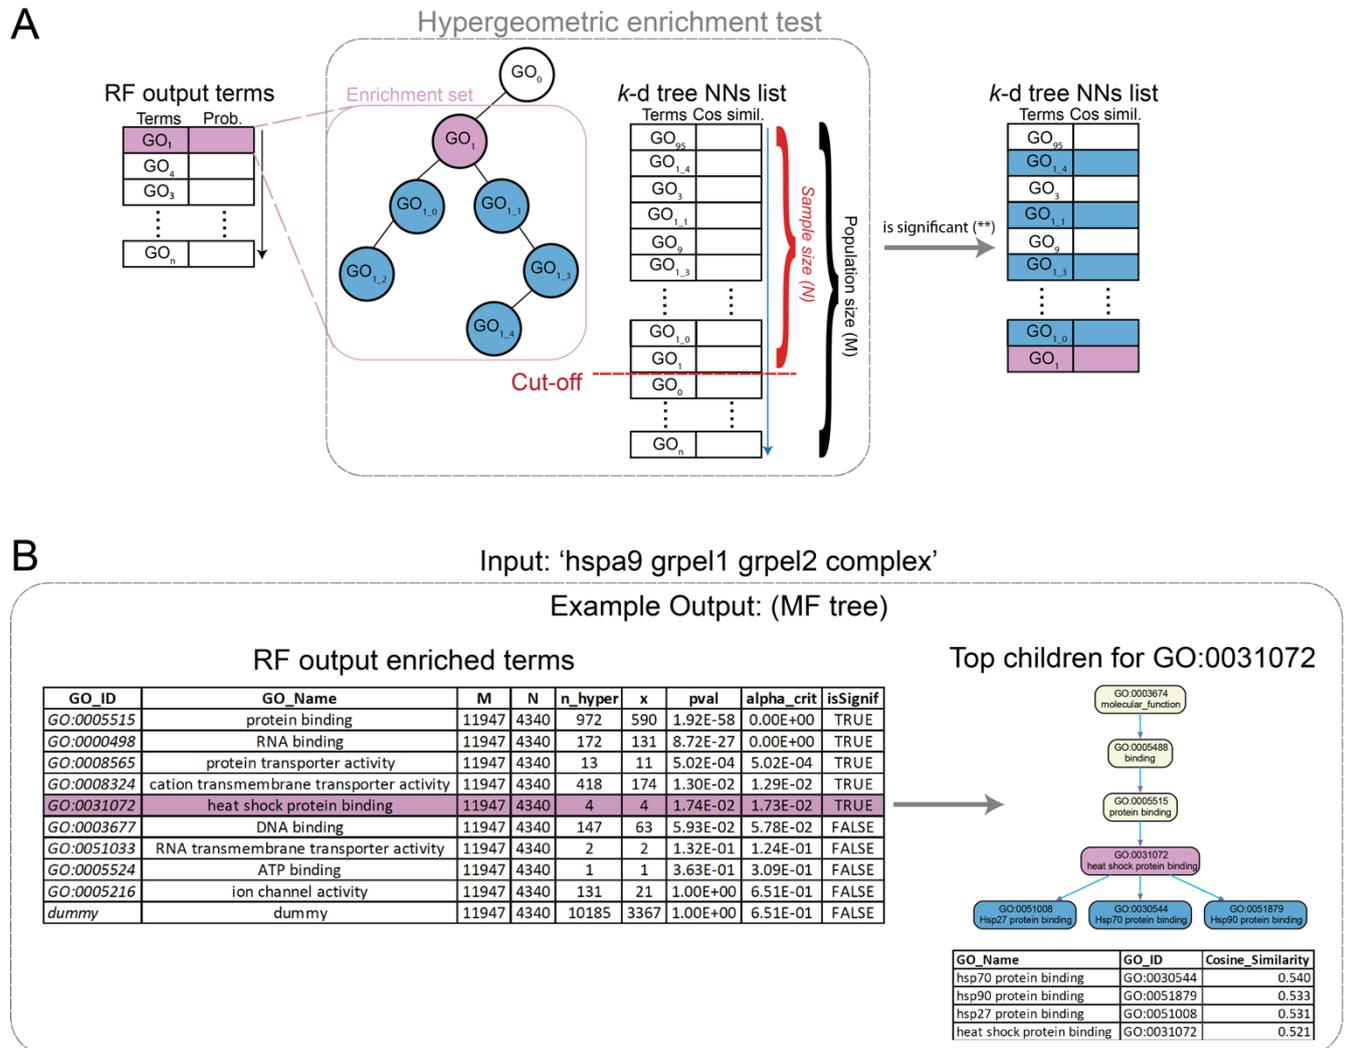 A
Hypergeometric enrichment test
RF output terms
Terms Prob.
GO1
GO4
GO3
GOn
Enrichment set
GO0
GO1
GO1_0
GO1_1
GO1_2
GO1_3
GO1_4
k-d tree NNs list
Terms Cos simil.
GO95
GO1_4
GO3
GO1_1
GO9
GO1_3
GO1_0
GO1
GO0
GOn
Cut-off
Sample size (N)
Population size (M)
is significant (**)
k-d tree NNs list
Terms Cos simil.
GO95
GO1_4
GO3
GO1_1
GO9
GO1_3
GO1_0
GO1
B
Input: ‘hspa9 grpel1 grpel2 complex’
Example Output: (MF tree)
RF output enriched terms
GO_ID GO_Name M N n_hyper x pval alpha_crit isSignif
GO:0005515 protein binding 11947 4340 972 590 1.92E-58 0.00E+00 TRUE
GO:0000498 RNA binding 11947 4340 172 131 8.72E-27 0.00E+00 TRUE
GO:0008565 protein transporter activity 11947 4340 13 11 5.02E-04 5.02E-04 TRUE
GO:0008324 cation transmembrane transporter activity 11947 4340 418 174 1.30E-02 1.29E-02 TRUE
GO:0031072 heat shock protein binding 11947 4340 4 4 1.74E-02 1.73E-02 TRUE
GO:0003677 DNA binding 11947 4340 147 63 5.93E-02 5.78E-02 FALSE
GO:0051033 RNA transmembrane transporter activity 11947 4340 2 2 1.32E-01 1.24E-01 FALSE
GO:0005524 ATP binding 11947 4340 1 1 3.63E-01 3.09E-01 FALSE
GO:0005216 ion channel activity 11947 4340 131 21 1.00E+00 6.51E-01 FALSE
dummy dummy 11947 4340 10185 3367 1.00E+00 6.51E-01 FALSE
Top children for GO:0031072
GO:0003674
molecular_function
GO:0005488
binding
GO:0005515
protein binding
GO:0031072
heat shock protein binding
GO:0051008
Hsp27 protein binding
GO:0030544
Hsp70 protein binding
GO:0051879
Hsp90 protein binding
GO_Name GO_ID Cosine_Similarity
hsp70 protein binding GO:0030544 0.540
hsp90 protein binding GO:0051879 0.533
hsp27 protein binding GO:0051008 0.531
heat shock protein binding GO:0031072 0.521